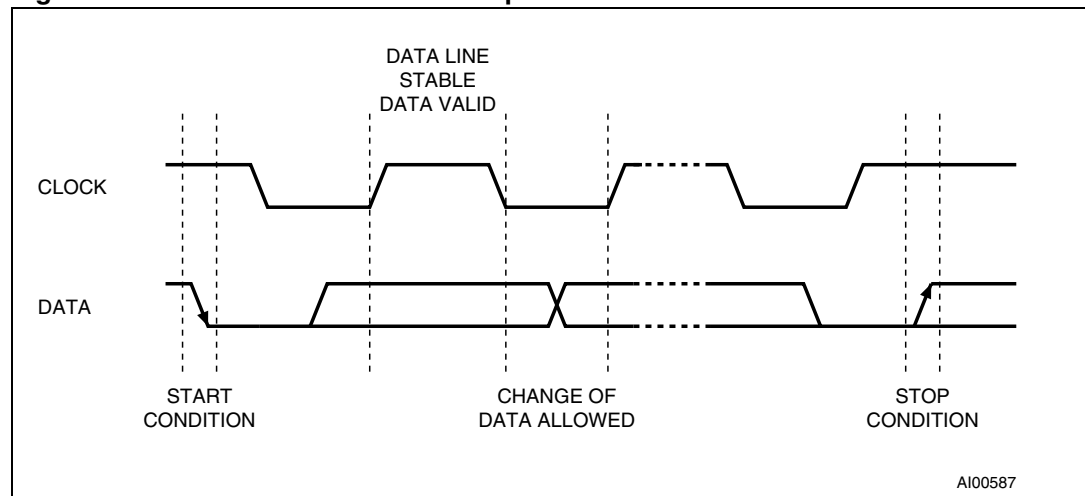 DATA LINE
STABLE
DATA VALID
CLOCK
DATA
START
CONDITION
CHANGE OF
DATA ALLOWED
STOP
CONDITION
AI00587